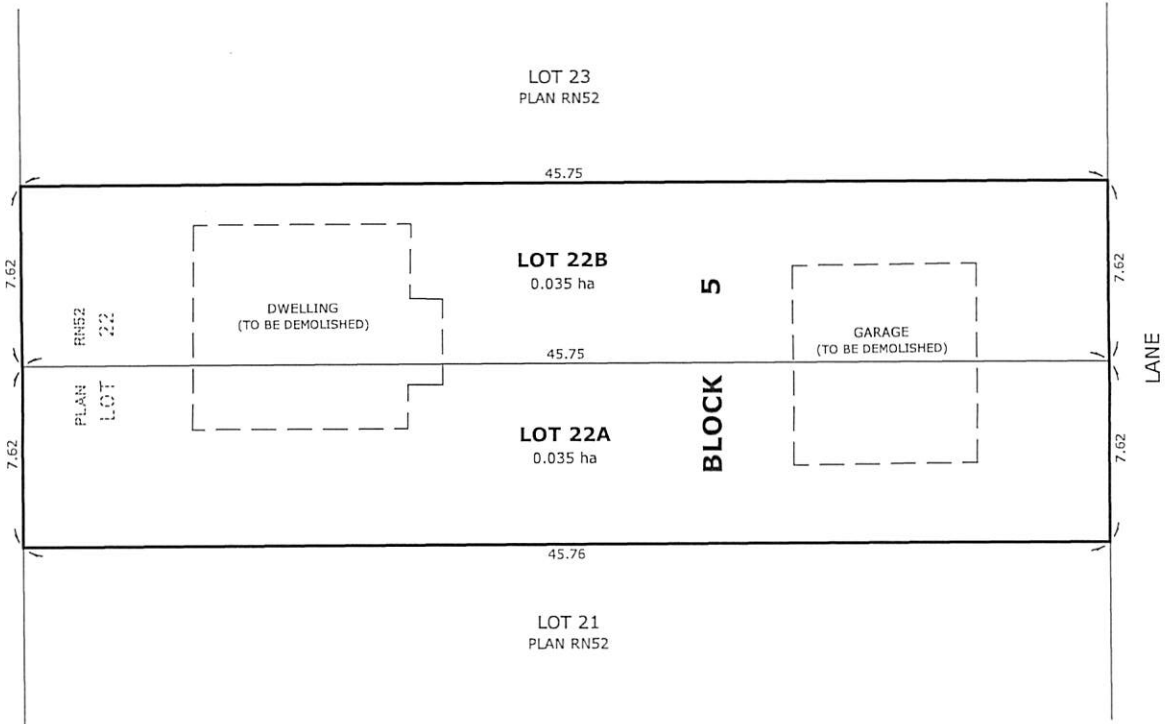 LOT 23
PLAN RN52
45.75
7.62
LOT 22B
0.035 ha
5
7.62
DWELLING
(TO BE DEMOLISHED)
GARAGE
(TO BE DEMOLISHED)
PLAN RN52
LOT 22
45.75
LANE
BLOCK
7.62
LOT 22A
0.035 ha
7.62
45.76
LOT 21
PLAN RN52